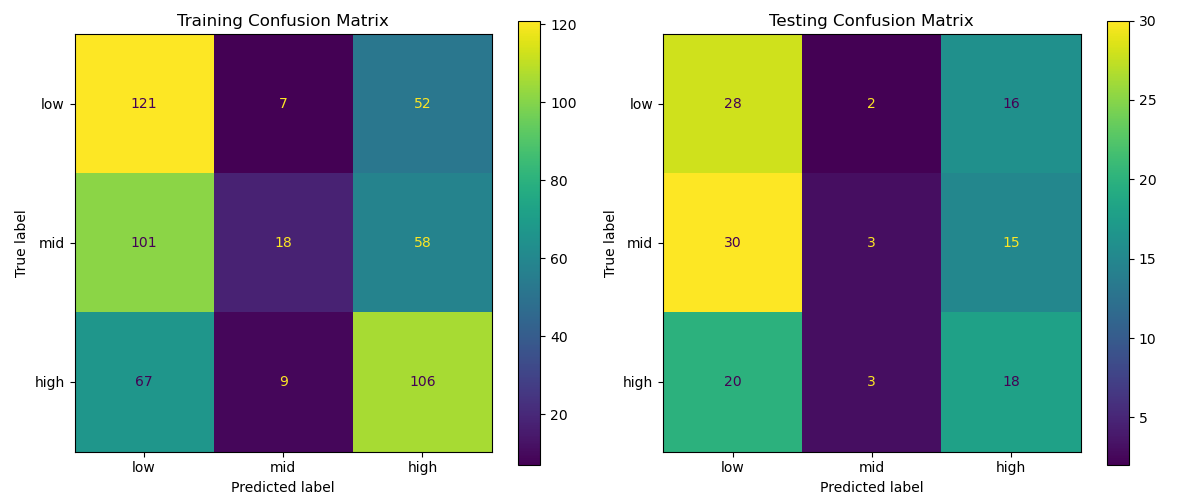 Training Confusion Matrix
True label
low
mid
high
121 7 52
101 18 58
67 9 106
low mid high
Predicted label
120
100
80
60
40
20
Testing Confusion Matrix
True label
low
mid
high
28 2 16
30 3 15
20 3 18
low mid high
Predicted label
30
25
20
15
10
5